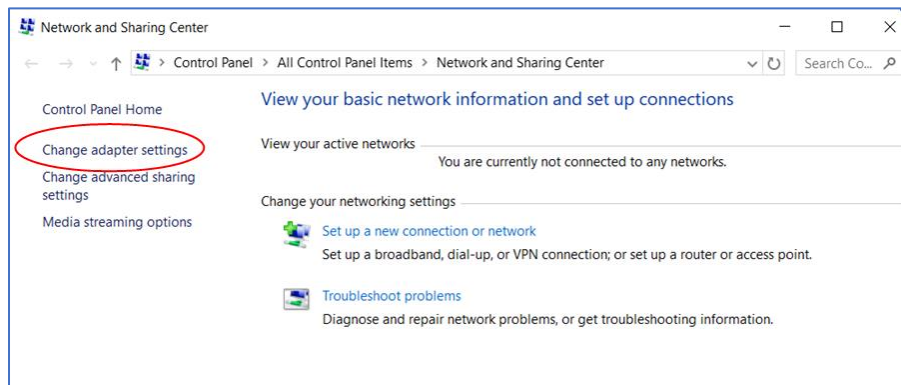 Network and Sharing Center
Control Panel > All Control Panel Items > Network and Sharing Center
Search Co...
Control Panel Home
Change adapter settings
Change advanced sharing
settings
Media streaming options
View your basic network information and set up connections
View your active networks
You are currently not connected to any networks.
Change your networking settings
Set up a new connection or network
Set up a broadband, dial-up, or VPN connection; or set up a router or access point.
Troubleshoot problems
Diagnose and repair network problems, or get troubleshooting information.